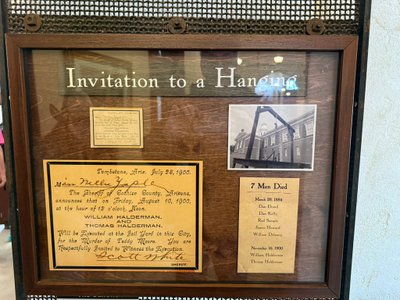 Invitation to a Hanging
Tombstone, Ariz. July 28, 1900.
The Sheriff of Cochise County, Arizona,
announces that on Friday, August 10, 1900,
at the hour of 12 o'clock, Noon.
WILLIAM HALDERMAN,
AND
THOMAS HALDERMAN,
Will be Executed at the Jail Yard in this City,
for the Murder of Teddy Moore. You are
Respectfully Invited to Witness the Execution.
Scott White
SHERIFF.
7 Men Died
March 28, 1884
Dan Dowd
Dan Kelly
Red Sample
James Howard
William Delaney
November 16, 1900
William Halderman
Thomas Halderman